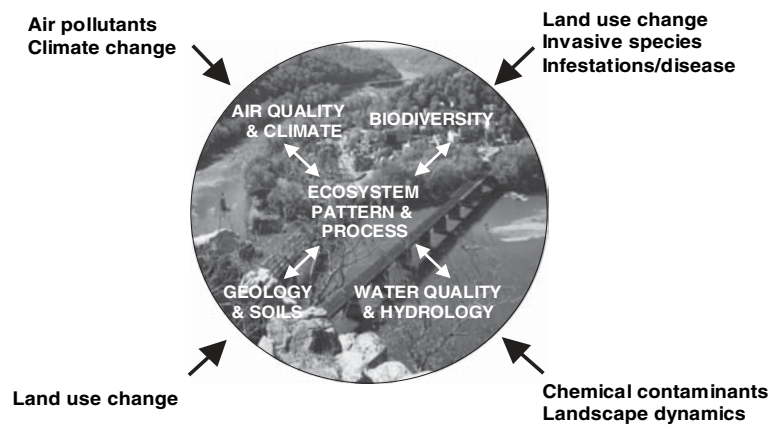 Air pollutants
Climate change
Land use change
Invasive species
Infestations/disease
AIR QUALITY
& CLIMATE
BIODIVERSITY
ECOSYSTEM
PATTERN &
PROCESS
GEOLOGY
& SOILS
WATER QUALITY
& HYDROLOGY
Land use change
Chemical contaminants
Landscape dynamics